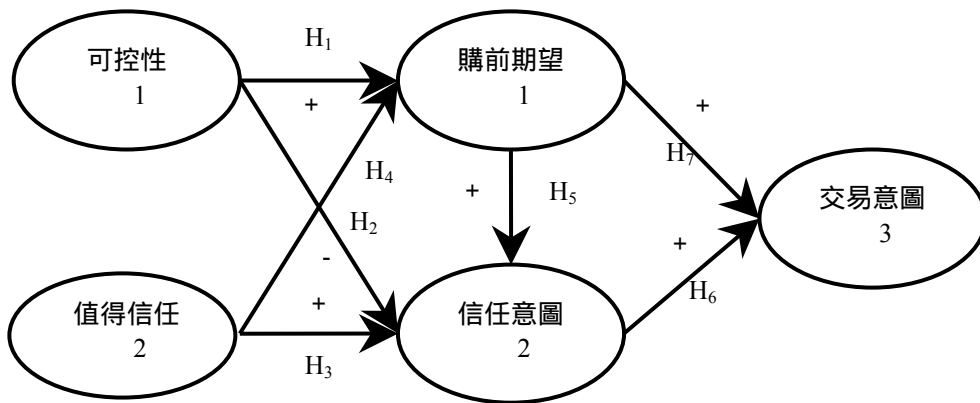 H₁
可控性
1
+
購前期望
1
+
H₇
H₄
+
H₅
交易意圖
3
H₂
-
+
+
值得信任
2
信任意圖
2
H₆
H₃